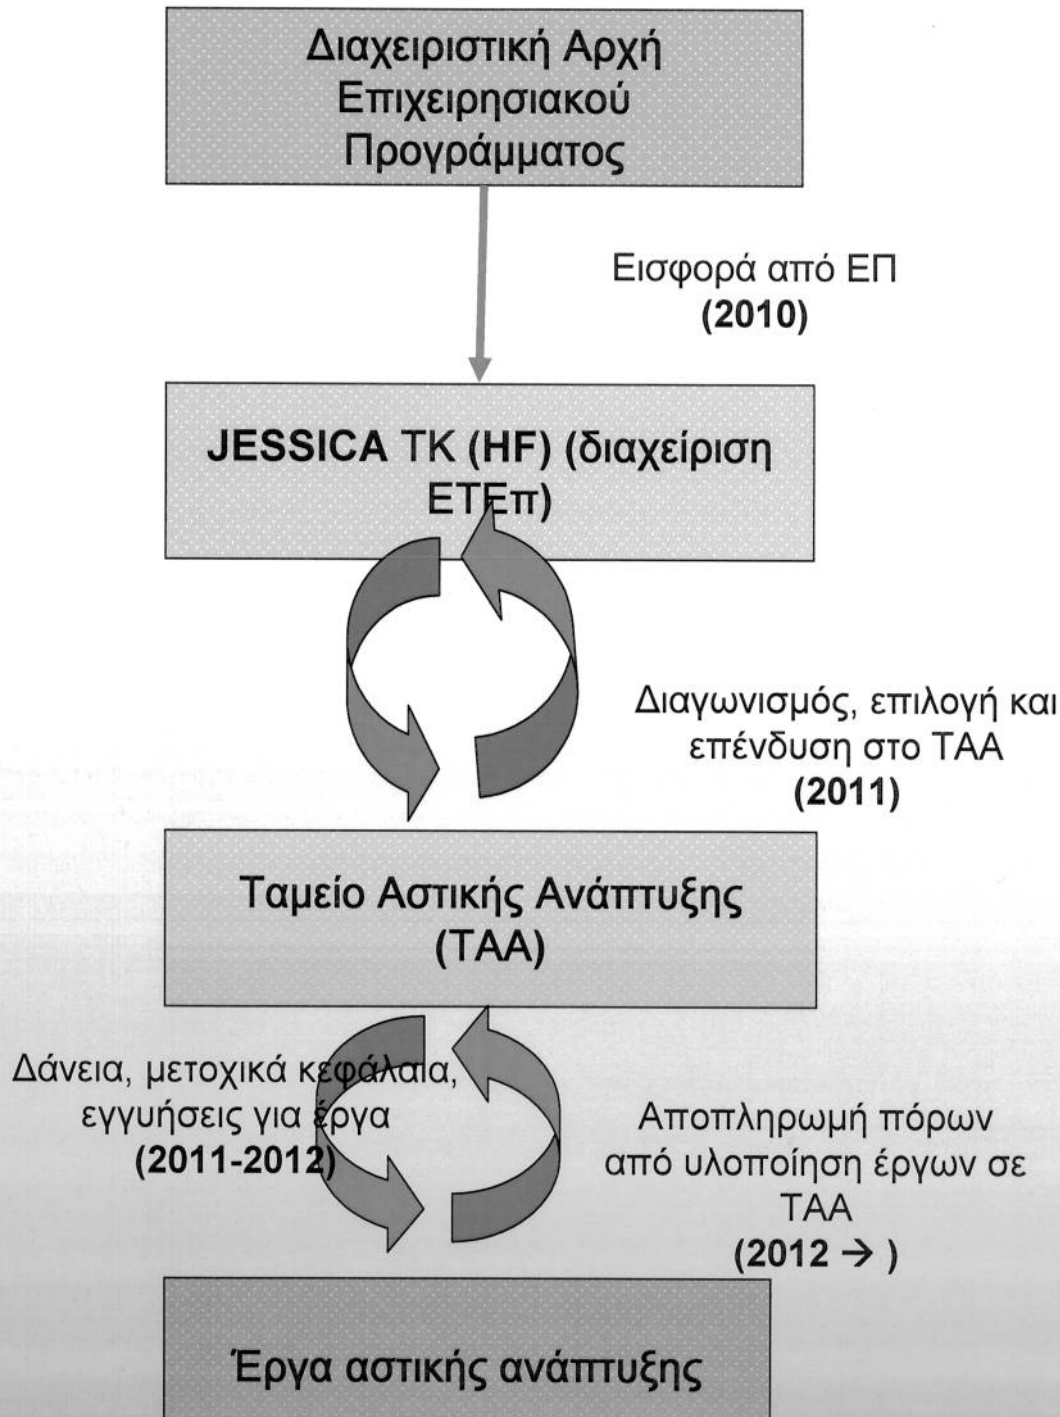 Διαχειριστική Αρχή
Επιχειρησιακού
Προγράμματος
Εισφορά από ΕΠ
(2010)
JESSICA ΤΚ (HF) (διαχείριση
ΕΤΕπ)
Διαγωνισμός, επιλογή και
επένδυση στο ΤΑΑ
(2011)
Ταμείο Αστικής Ανάπτυξης
(ΤΑΑ)
Δάνεια, μετοχικά κεφάλαια,
εγγυήσεις για έργα
(2011-2012)
Αποπληρωμή πόρων
από υλοποίηση έργων σε
ΤΑΑ
(2012 → )
Έργα αστικής ανάπτυξης